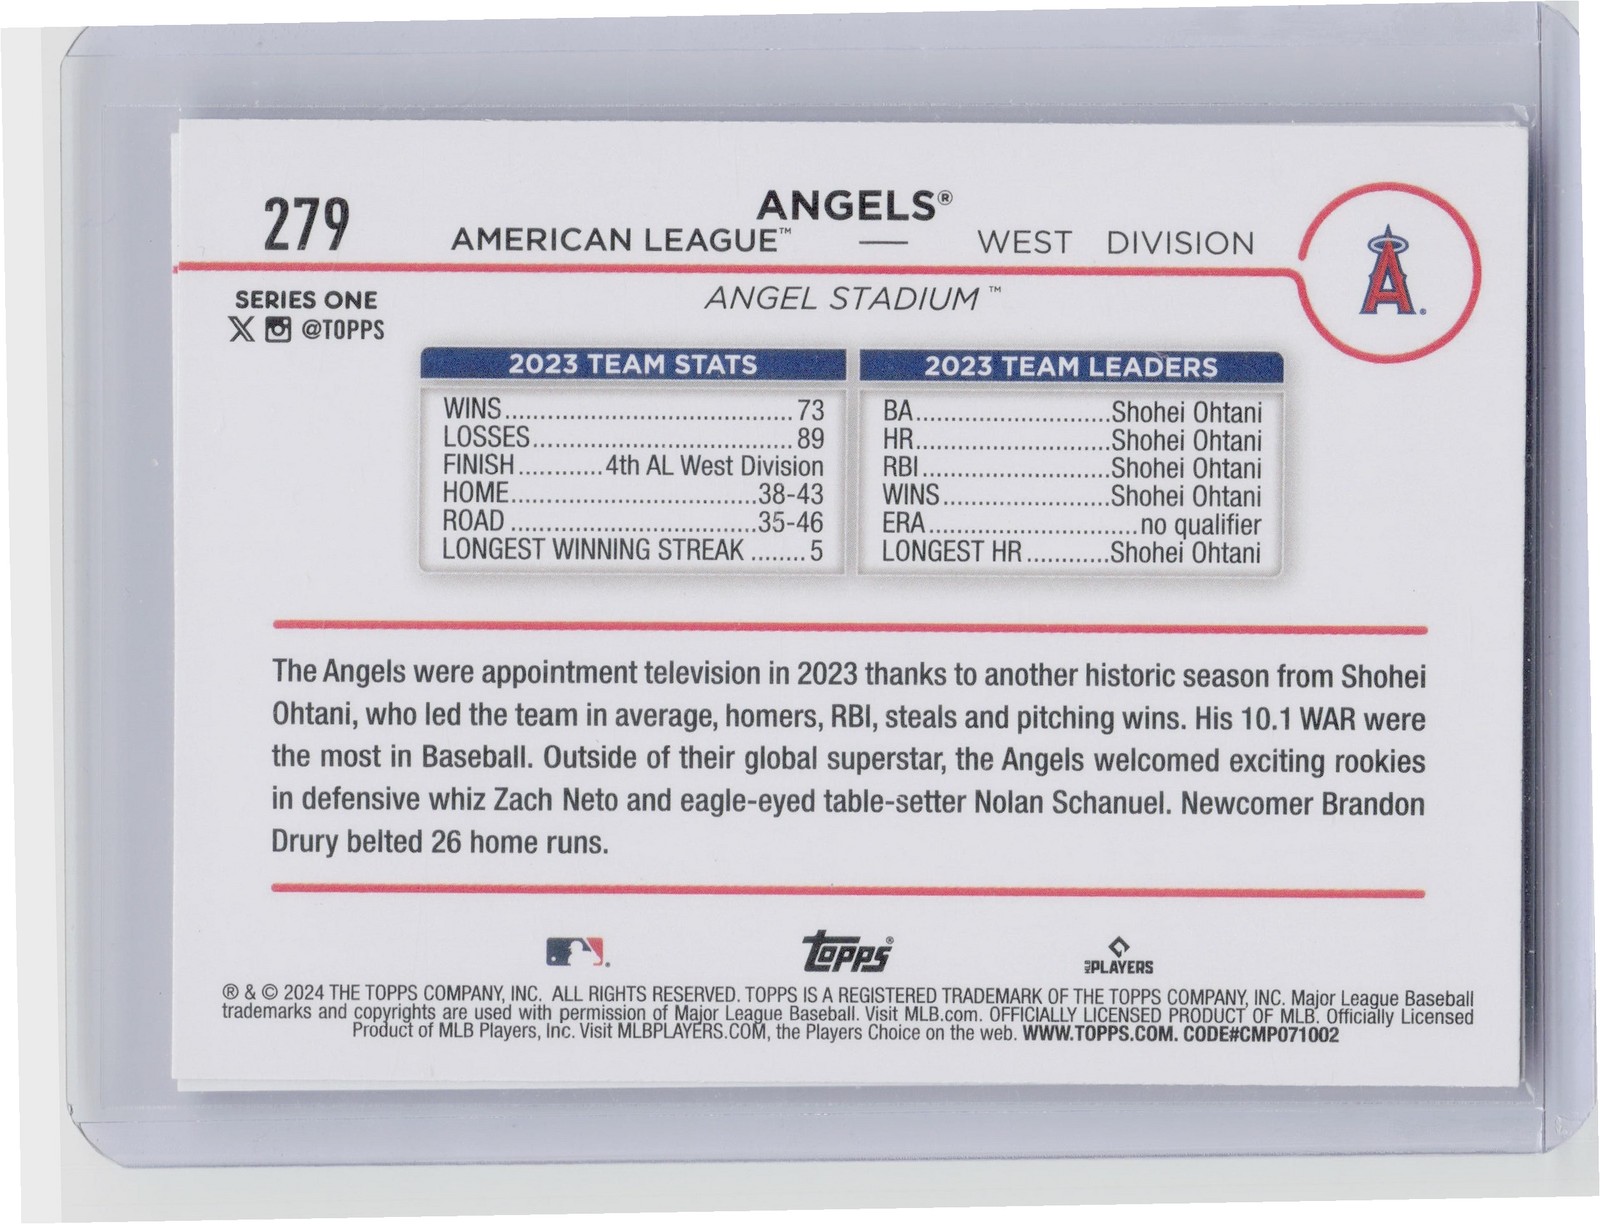 279
ANGELS®
AMERICAN LEAGUE™ — WEST DIVISION
A
SERIES ONE
X @TOPPS
ANGEL STADIUM™
2023 TEAM STATS
WINS........................................73
LOSSES....................................89
FINISH...........4th AL West Division
HOME..................................38-43
ROAD..................................35-46
LONGEST WINNING STREAK ........5
2023 TEAM LEADERS
BA...........................Shohei Ohtani
HR...........................Shohei Ohtani
RBI..........................Shohei Ohtani
WINS.......................Shohei Ohtani
ERA.............................no qualifier
LONGEST HR............Shohei Ohtani
The Angels were appointment television in 2023 thanks to another historic season from Shohei
Ohtani, who led the team in average, homers, RBI, steals and pitching wins. His 10.1 WAR were
the most in Baseball. Outside of their global superstar, the Angels welcomed exciting rookies
in defensive whiz Zach Neto and eagle-eyed table-setter Nolan Schanuel. Newcomer Brandon
Drury belted 26 home runs.
TOPPS®
MLB PLAYERS
® & © 2024 THE TOPPS COMPANY, INC. ALL RIGHTS RESERVED. TOPPS IS A REGISTERED TRADEMARK OF THE TOPPS COMPANY, INC. Major League Baseball
trademarks and copyrights are used with permission of Major League Baseball. Visit MLB.com. OFFICIALLY LICENSED PRODUCT OF MLB. Officially Licensed
Product of MLB Players, Inc. Visit MLBPLAYERS.COM, the Players Choice on the web. WWW.TOPPS.COM. CODE#CMP071002